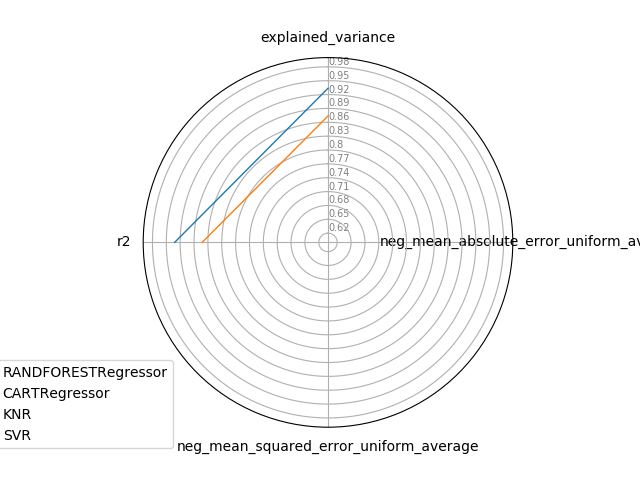 explained_variance
0.98
0.95
0.92
0.89
0.86
0.83
0.8
0.77
0.74
0.71
0.68
0.65
0.62
r2
neg_mean_absolute_error_uniform_av
RANDFORESTRegressor
CARTRegressor
KNR
SVR
neg_mean_squared_error_uniform_average